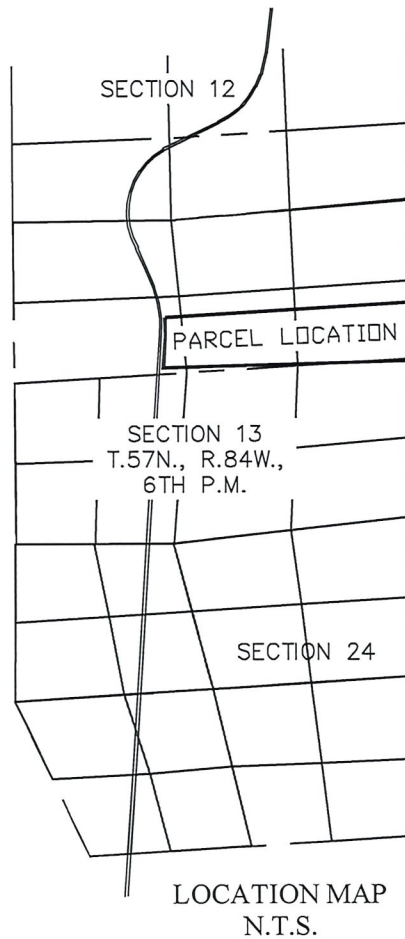 SECTION 12
PARCEL LOCATION
SECTION 13
T.57N., R.84W.,
6TH P.M.
SECTION 24
LOCATION MAP
N.T.S.